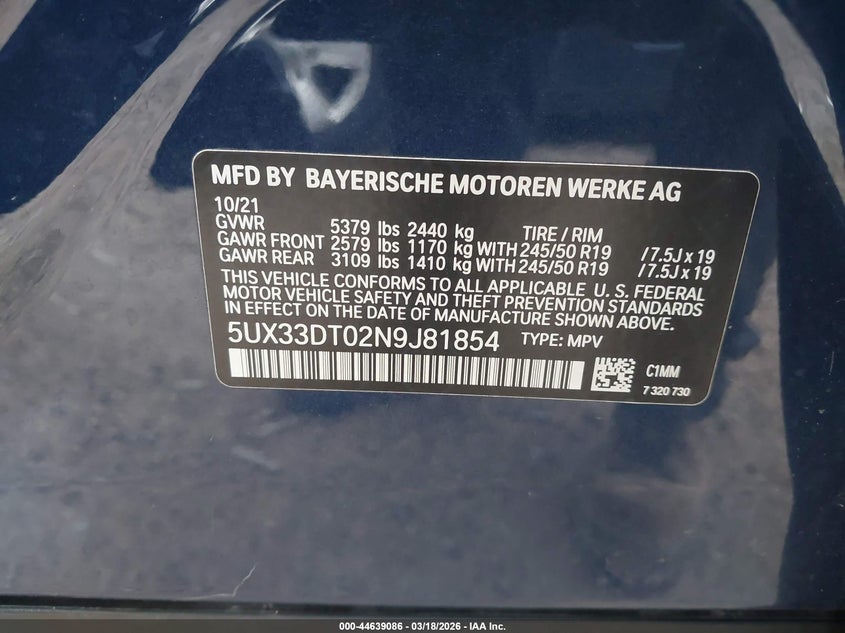 MFD BY BAYERISCHE MOTOREN WERKE AG
10/21
GVWR 5379 lbs 2440 kg TIRE / RIM
GAWR FRONT 2579 lbs 1170 kg WITH 245/50 R19 / 7.5J x 19
GAWR REAR 3109 lbs 1410 kg WITH 245/50 R19 / 7.5J x 19
THIS VEHICLE CONFORMS TO ALL APPLICABLE U.S. FEDERAL
MOTOR VEHICLE SAFETY AND THEFT PREVENTION STANDARDS
IN EFFECT ON THE DATE OF MANUFACTURE SHOWN ABOVE.
5UX33DT02N9J81854 TYPE: MPV
C1MM
7 320 730
000-44639086 - 03/18/2026 - IAA Inc.